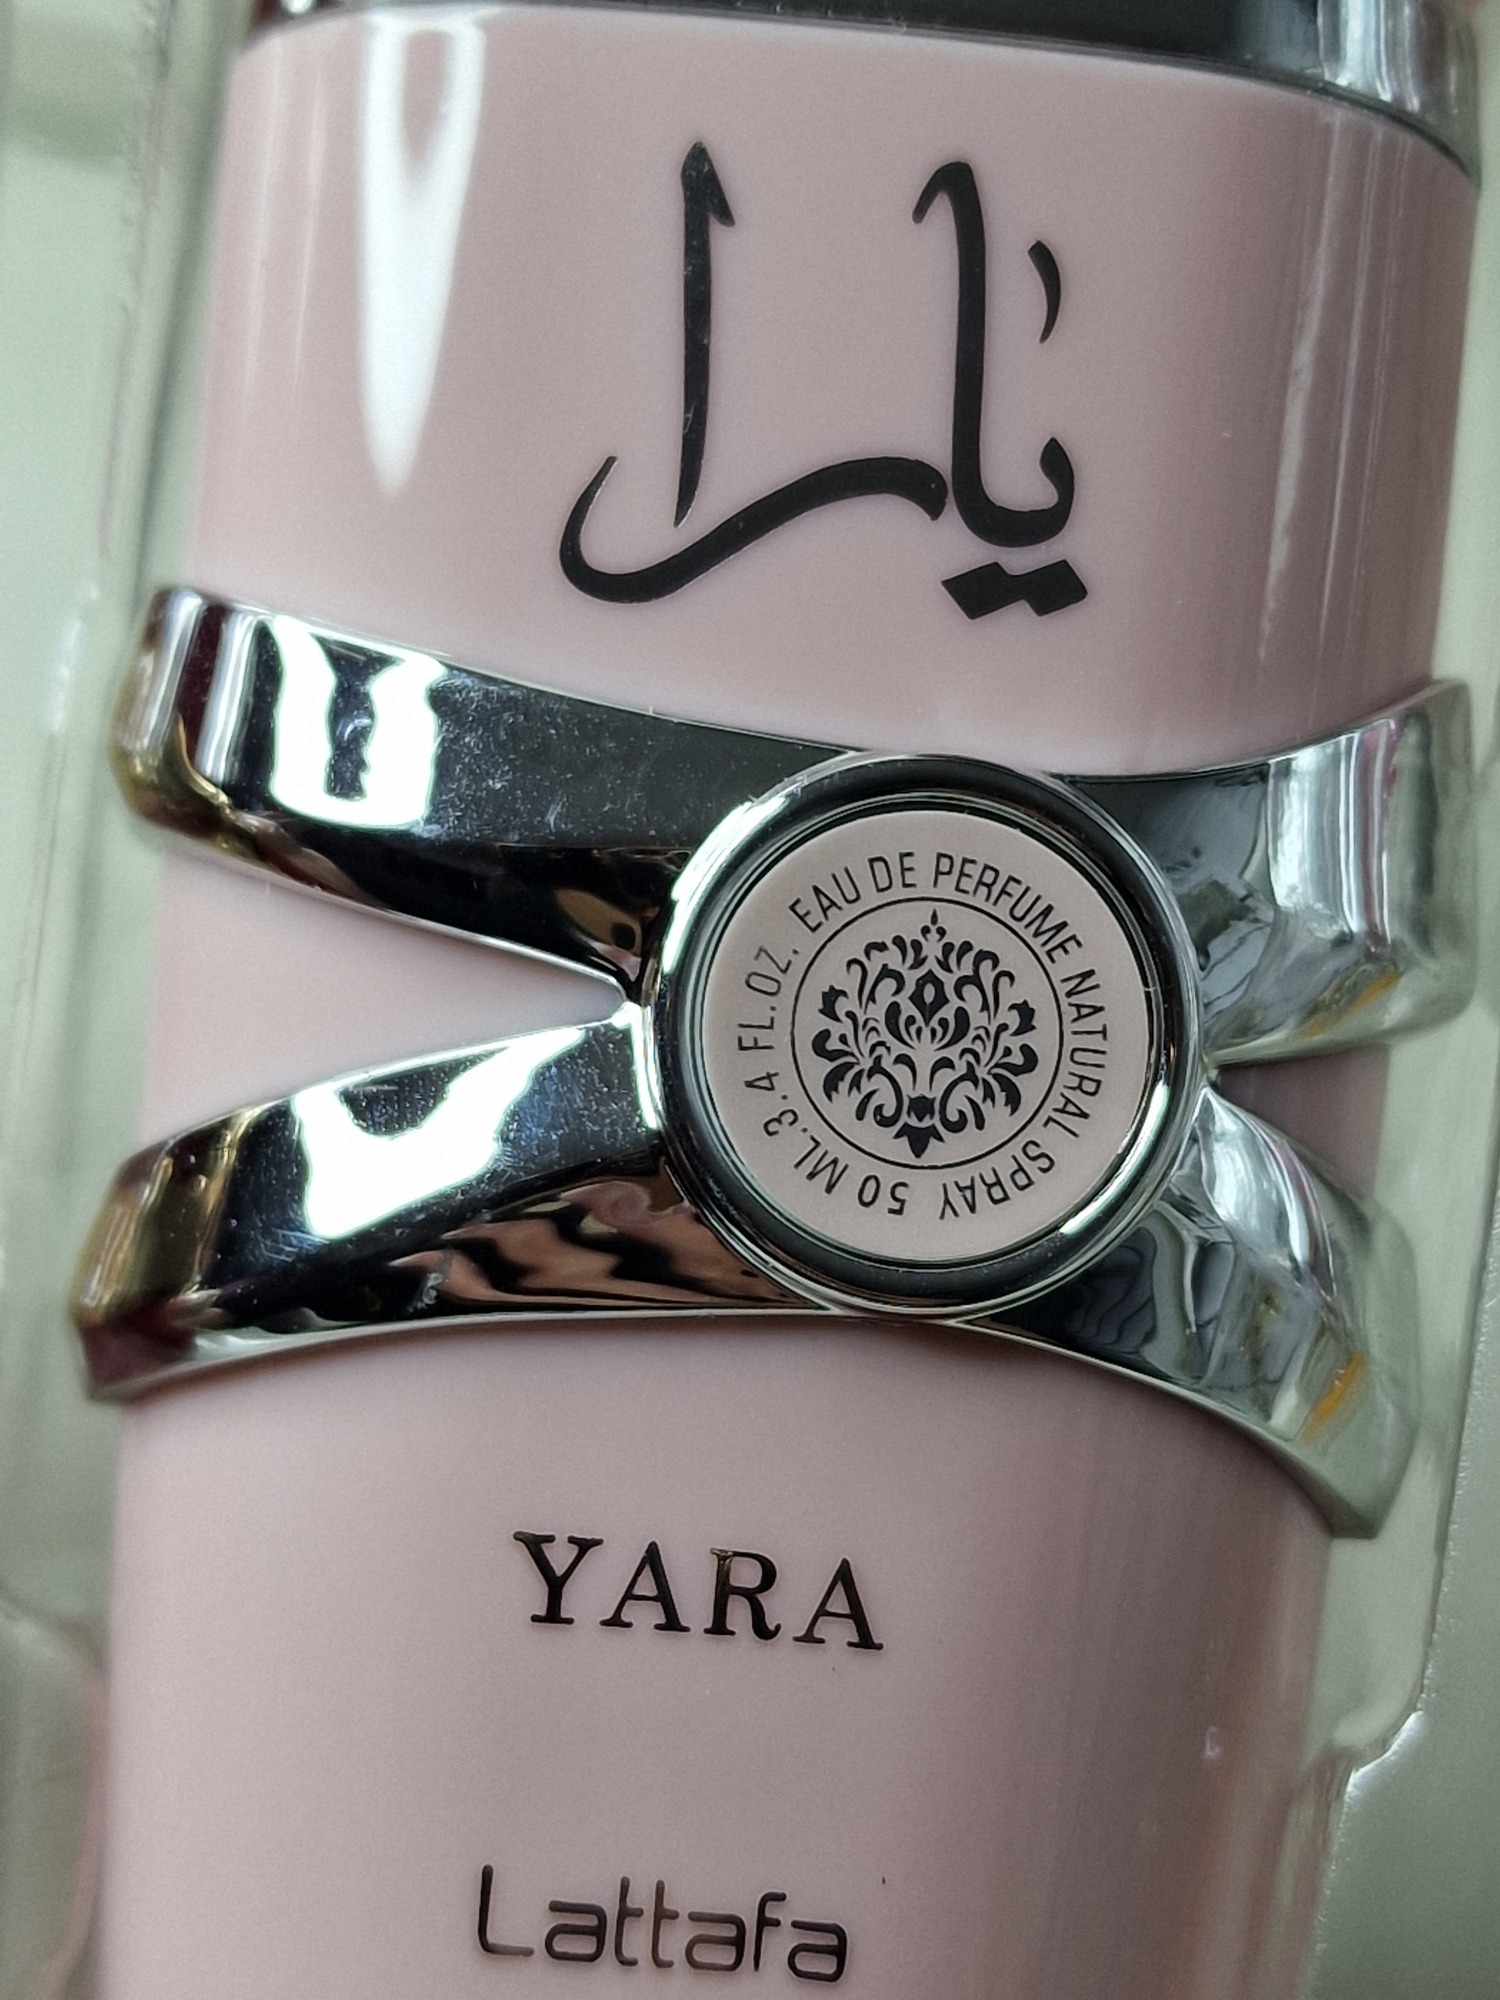 يارا
EAU DE PERFUME NATURAL SPRAY 50 ML.3.4 FL.OZ.
YARA
Lattafa